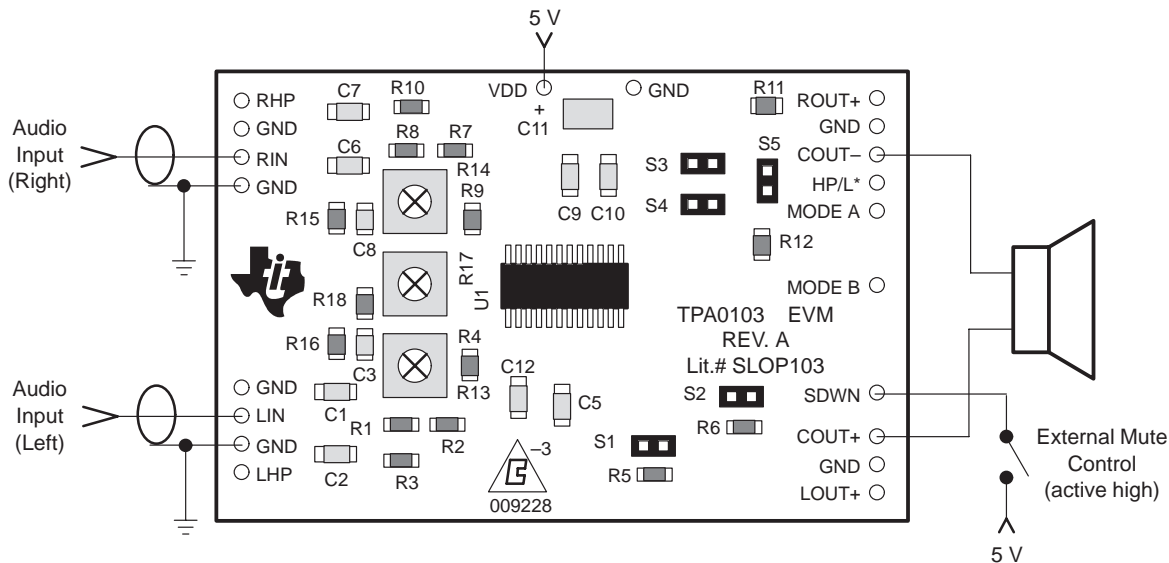 5 V
VDD
+
C11
GND
RHP
GND
RIN
GND
Audio
Input
(Right)
C7
R10
C6
R8
R7
R14
R9
R15
C8
R17
U1
R18
R16
C3
R4
R13
C9
C10
S3
S4
S5
R11
R12
ROUT+
GND
COUT–
HP/L*
MODE A
MODE B
TPA0103 EVM
REV. A
Lit.# SLOP103
Audio
Input
(Left)
GND
LIN
GND
LHP
C1
R1
R2
C2
R3
C12
C5
–3
009228
S1
R5
S2
R6
SDWN
COUT+
GND
LOUT+
External Mute
Control
(active high)
5 V